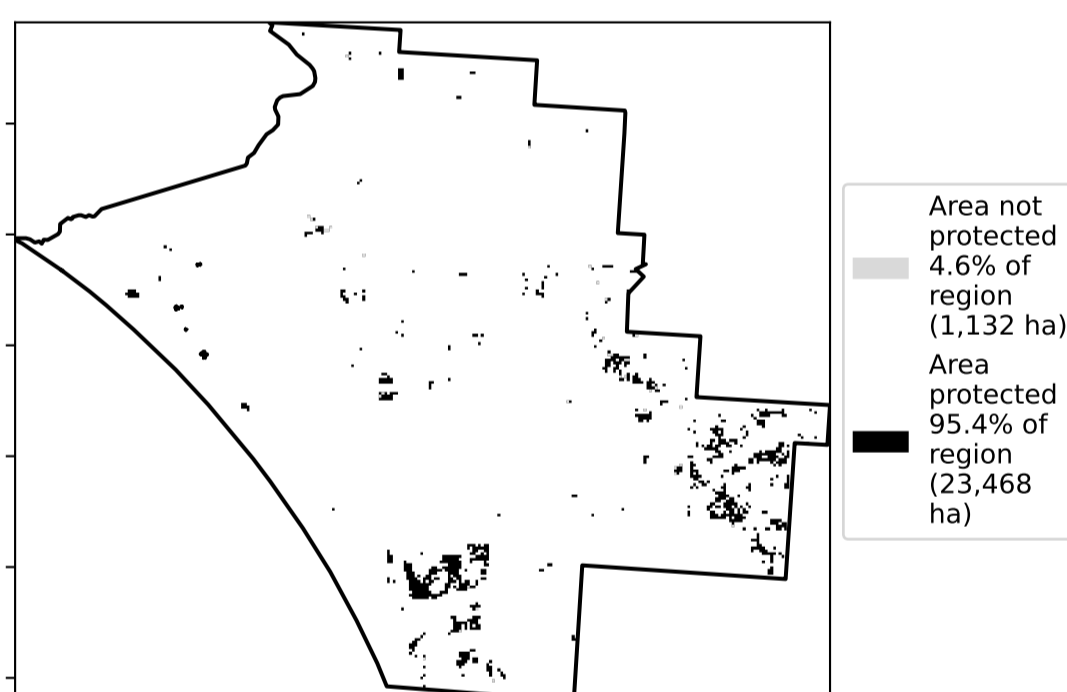 Area not
protected
4.6% of
region
(1,132 ha)
Area
protected
95.4% of
region
(23,468
ha)